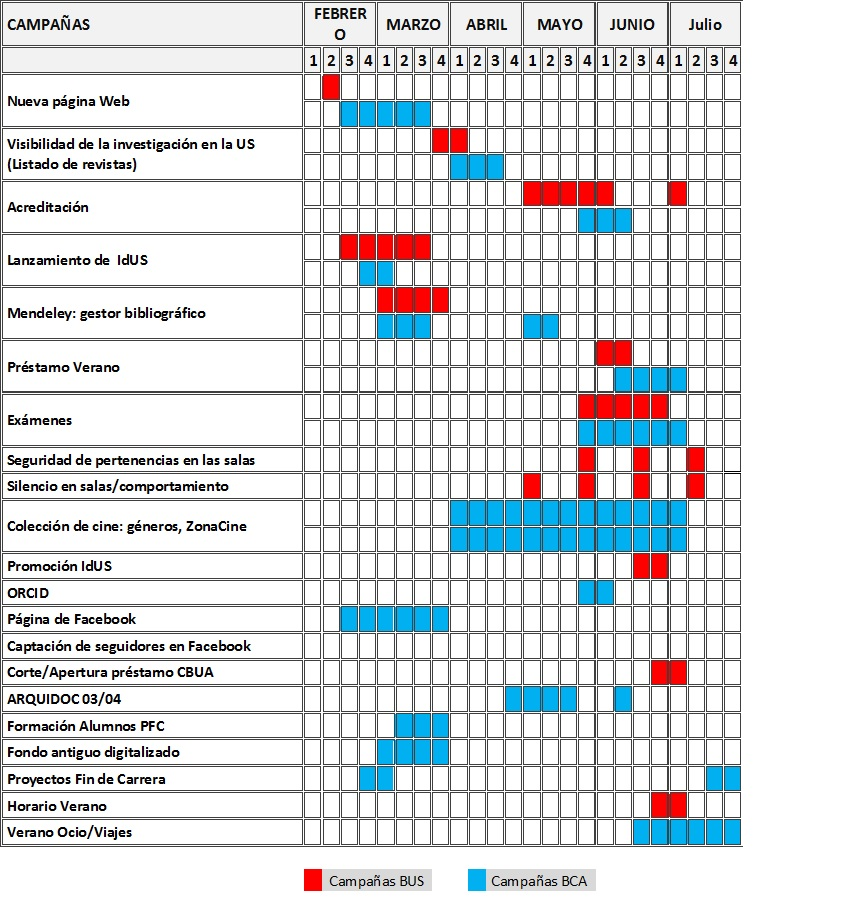 CAMPAÑAS FEBRERO MARZO ABRIL MAYO JUNIO Julio
1 2 3 4 1 2 3 4 1 2 3 4 1 2 3 4 1 2 3 4 1 2 3 4
Nueva página Web
Visibilidad de la investigación en la US
(Listado de revistas)
Acreditación
Lanzamiento de IdUS
Mendeley: gestor bibliográfico
Préstamo Verano
Exámenes
Seguridad de pertenencias en las salas
Silencio en salas/comportamiento
Colección de cine: géneros, ZonaCine
Promoción IdUS
ORCID
Página de Facebook
Captación de seguidores en Facebook
Corte/Apertura préstamo CBUA
ARQUIDOC 03/04
Formación Alumnos PFC
Fondo antiguo digitalizado
Proyectos Fin de Carrera
Horario Verano
Verano Ocio/Viajes
Campañas BUS Campañas BCA